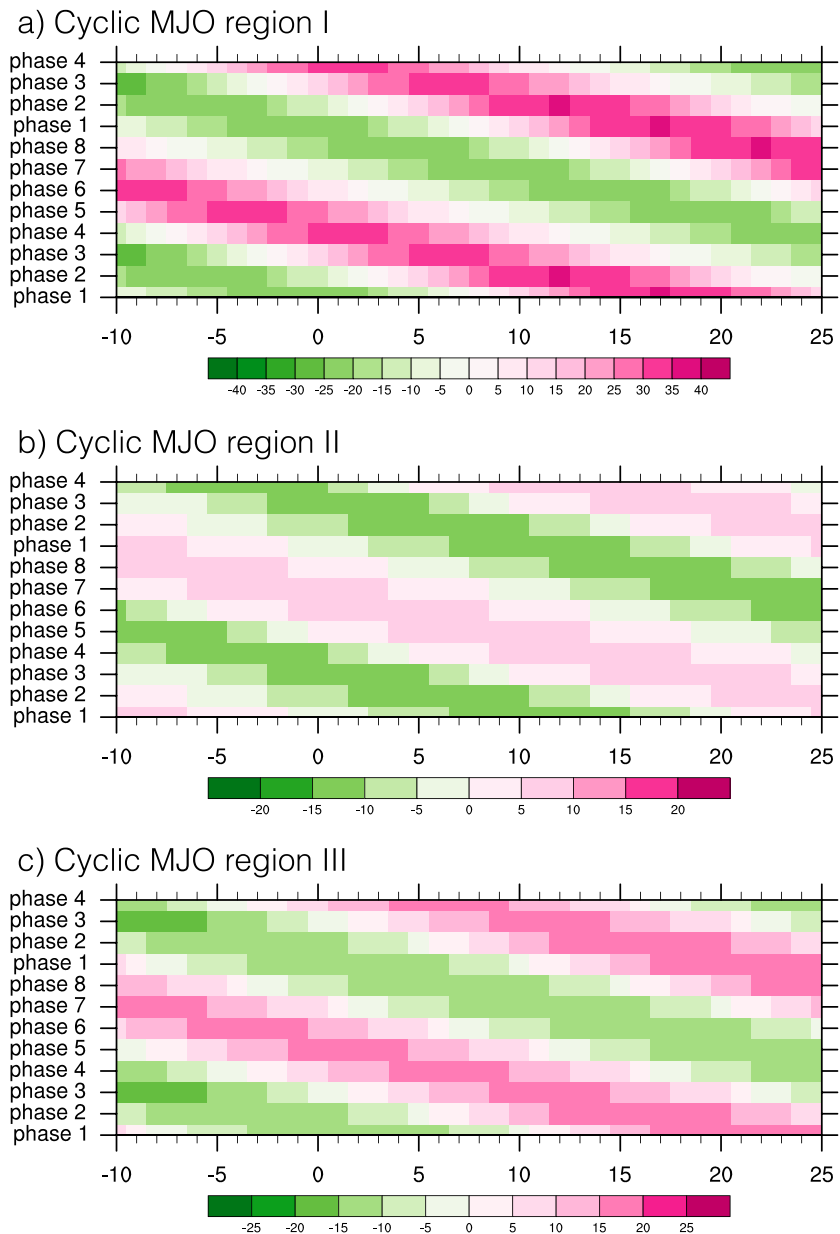 a) Cyclic MJO region I
phase 4
phase 3
phase 2
phase 1
phase 8
phase 7
phase 6
phase 5
phase 4
phase 3
phase 2
phase 1
-10 -5 0 5 10 15 20 25
-40 -35 -30 -25 -20 -15 -10 -5 0 5 10 15 20 25 30 35 40
b) Cyclic MJO region II
phase 4
phase 3
phase 2
phase 1
phase 8
phase 7
phase 6
phase 5
phase 4
phase 3
phase 2
phase 1
-10 -5 0 5 10 15 20 25
-20 -15 -10 -5 0 5 10 15 20
c) Cyclic MJO region III
phase 4
phase 3
phase 2
phase 1
phase 8
phase 7
phase 6
phase 5
phase 4
phase 3
phase 2
phase 1
-10 -5 0 5 10 15 20 25
-25 -20 -15 -10 -5 0 5 10 15 20 25